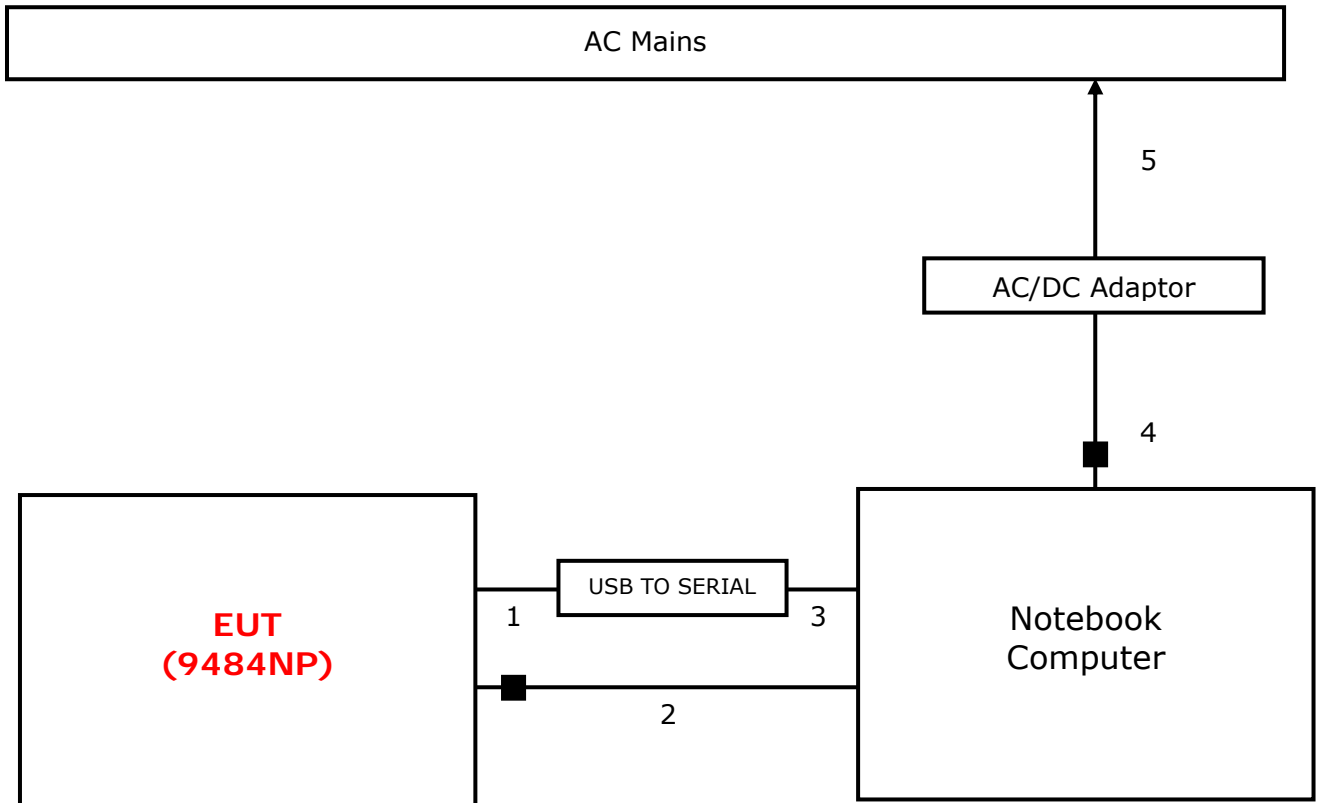 AC Mains
5
AC/DC Adaptor
4
USB TO SERIAL
1
3
EUT
(9484NP)
Notebook
Computer
2